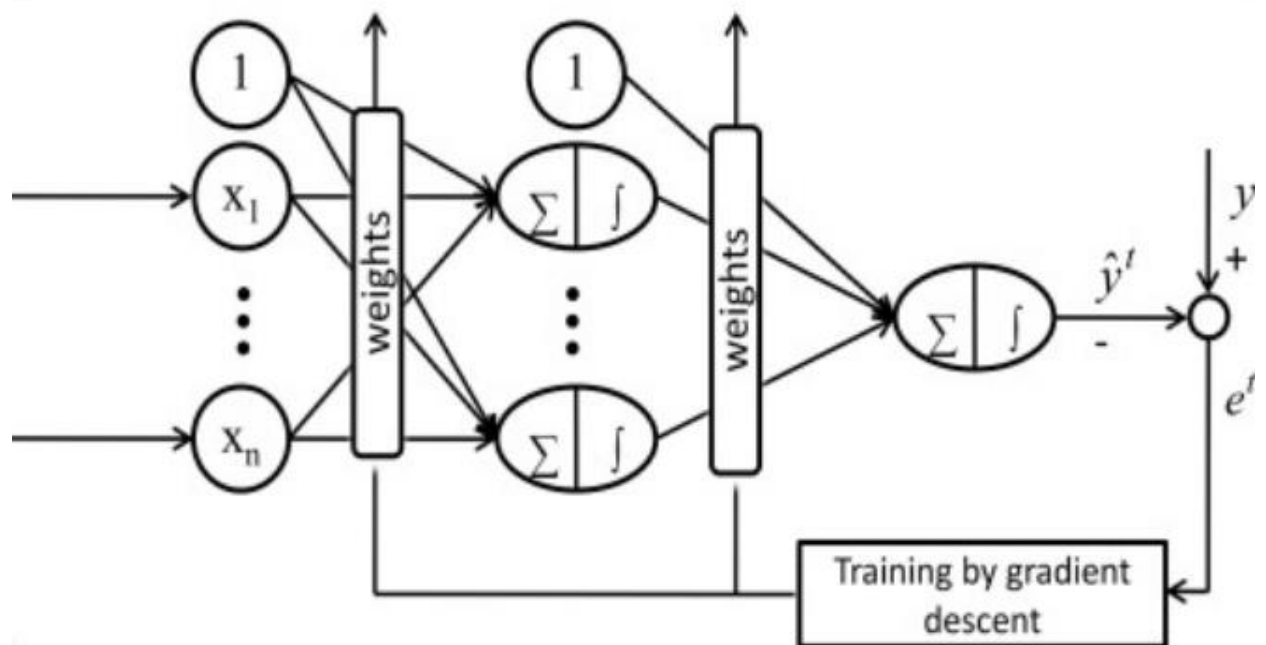 1
1
x₁
∑ ∫
weights
weights
y
+
ŷᵗ
∑ ∫
-
eᵗ
xₙ
∑ ∫
Training by gradient
descent